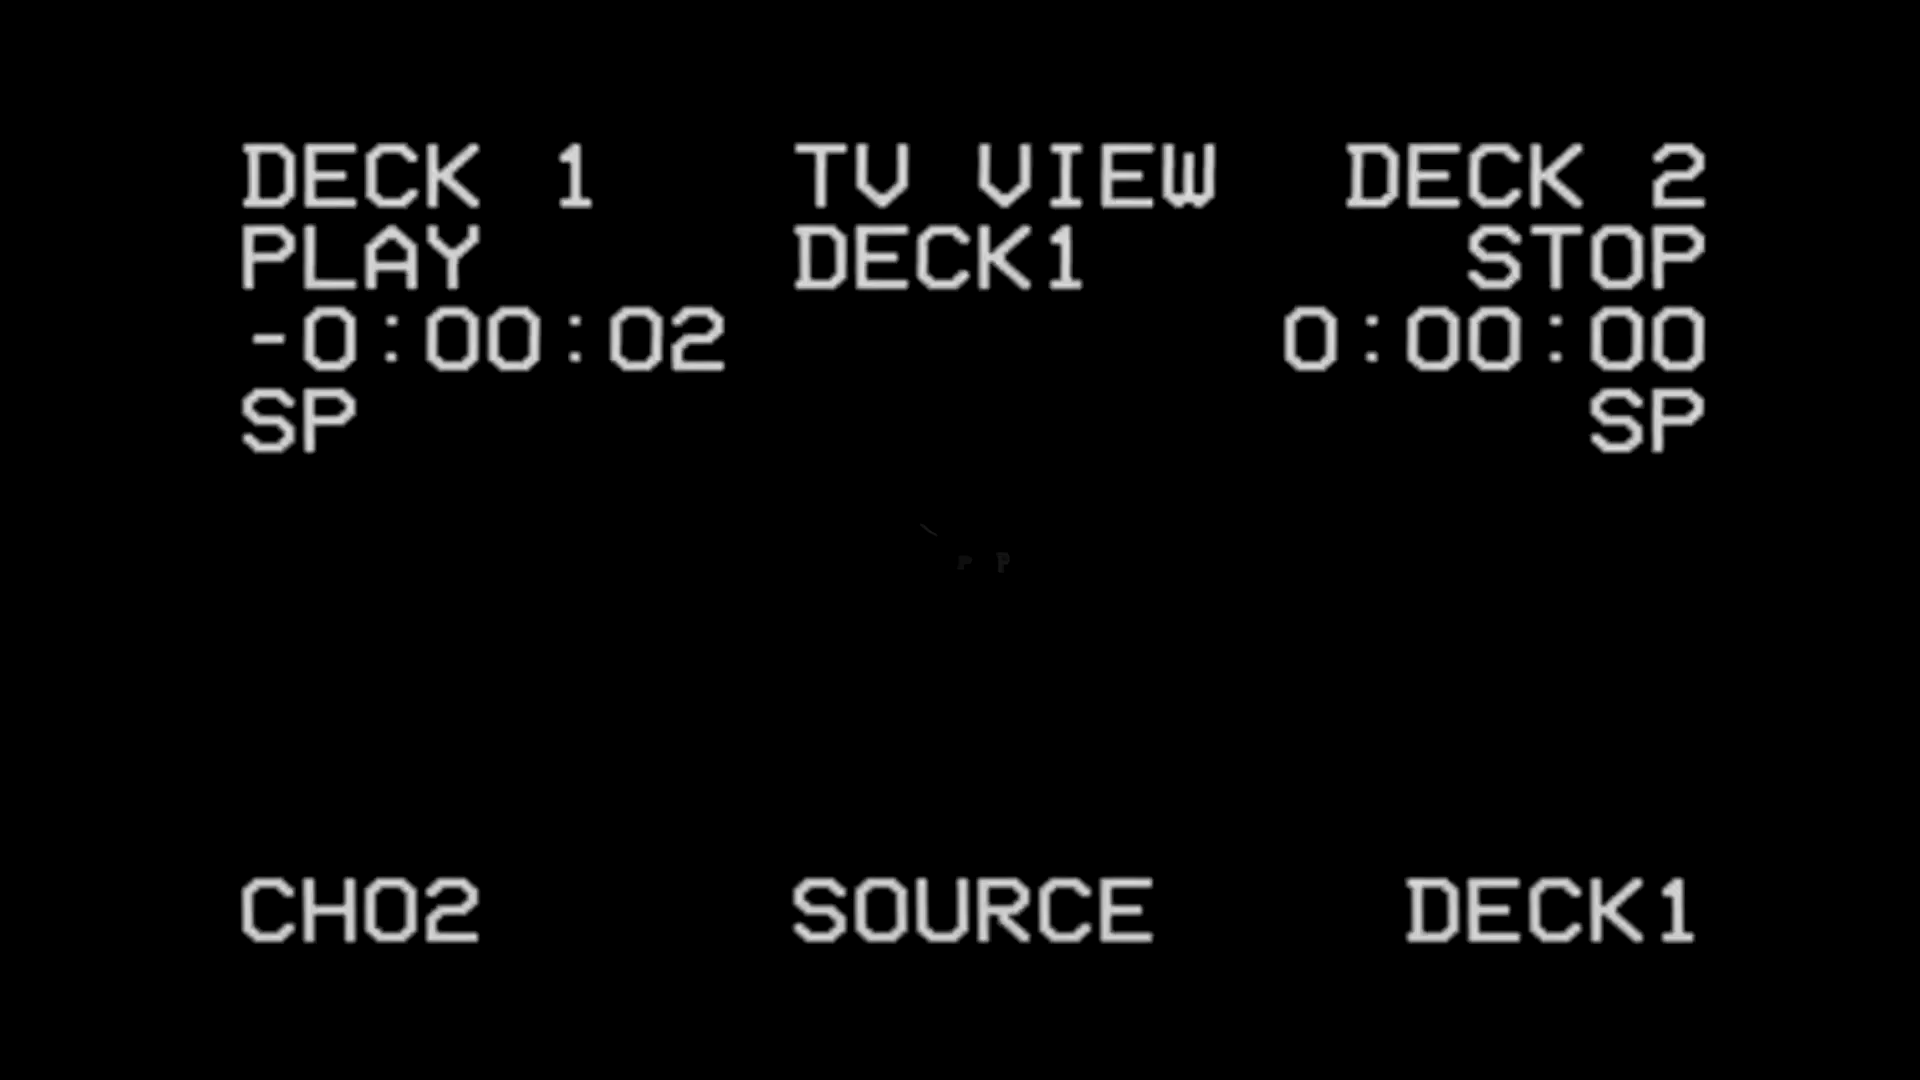 DECK 1 TV VIEW DECK 2
PLAY DECK1 STOP
-0:00:02 0:00:00
SP SP
CH02 SOURCE DECK1